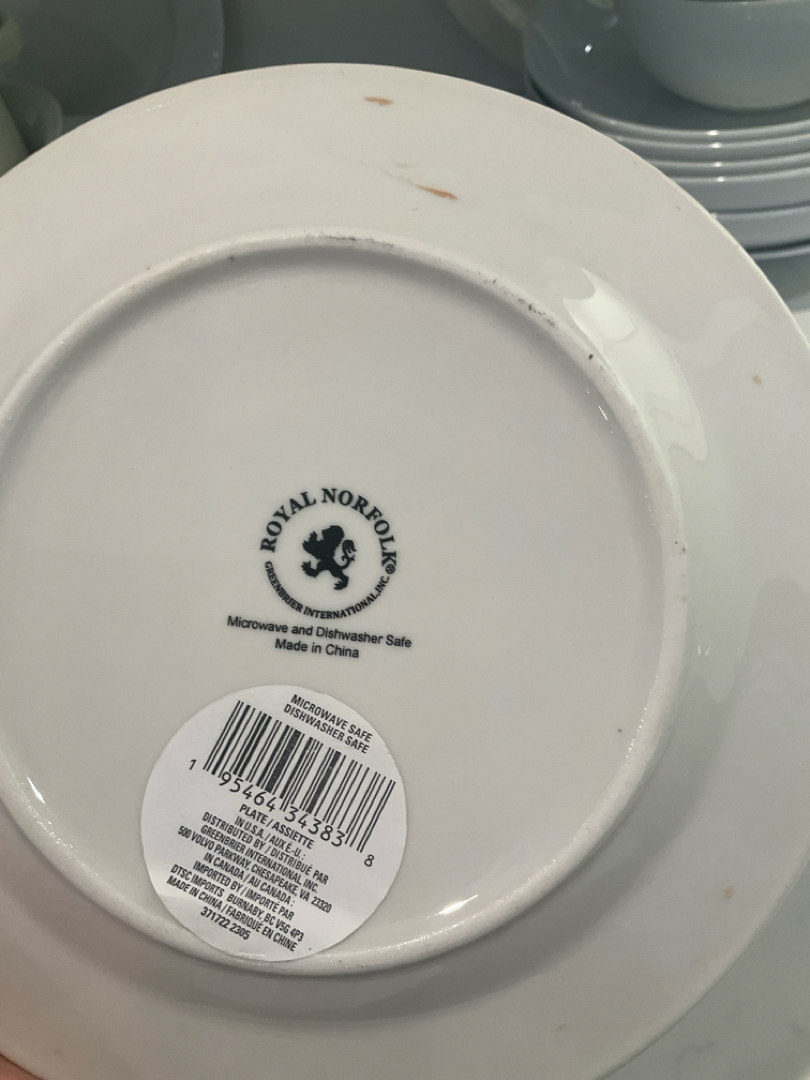 ROYAL NORFOLK®
GREENBRIER INTERNATIONAL, INC.
Microwave and Dishwasher Safe
Made in China
MICROWAVE SAFE
DISHWASHER SAFE
1 95464 34383 8
PLATE / ASSIETTE
IN U.S.A. / AUX É.-U.:
DISTRIBUTED BY / DISTRIBUÉ PAR
GREENBRIER INTERNATIONAL, INC.
500 VOLVO PARKWAY, CHESAPEAKE, VA 23320
IN CANADA / AU CANADA :
IMPORTED BY / IMPORTÉ PAR
DTSC IMPORTS BURNABY, BC V5G 4P3
MADE IN CHINA / FABRIQUÉ EN CHINE
371722 2305